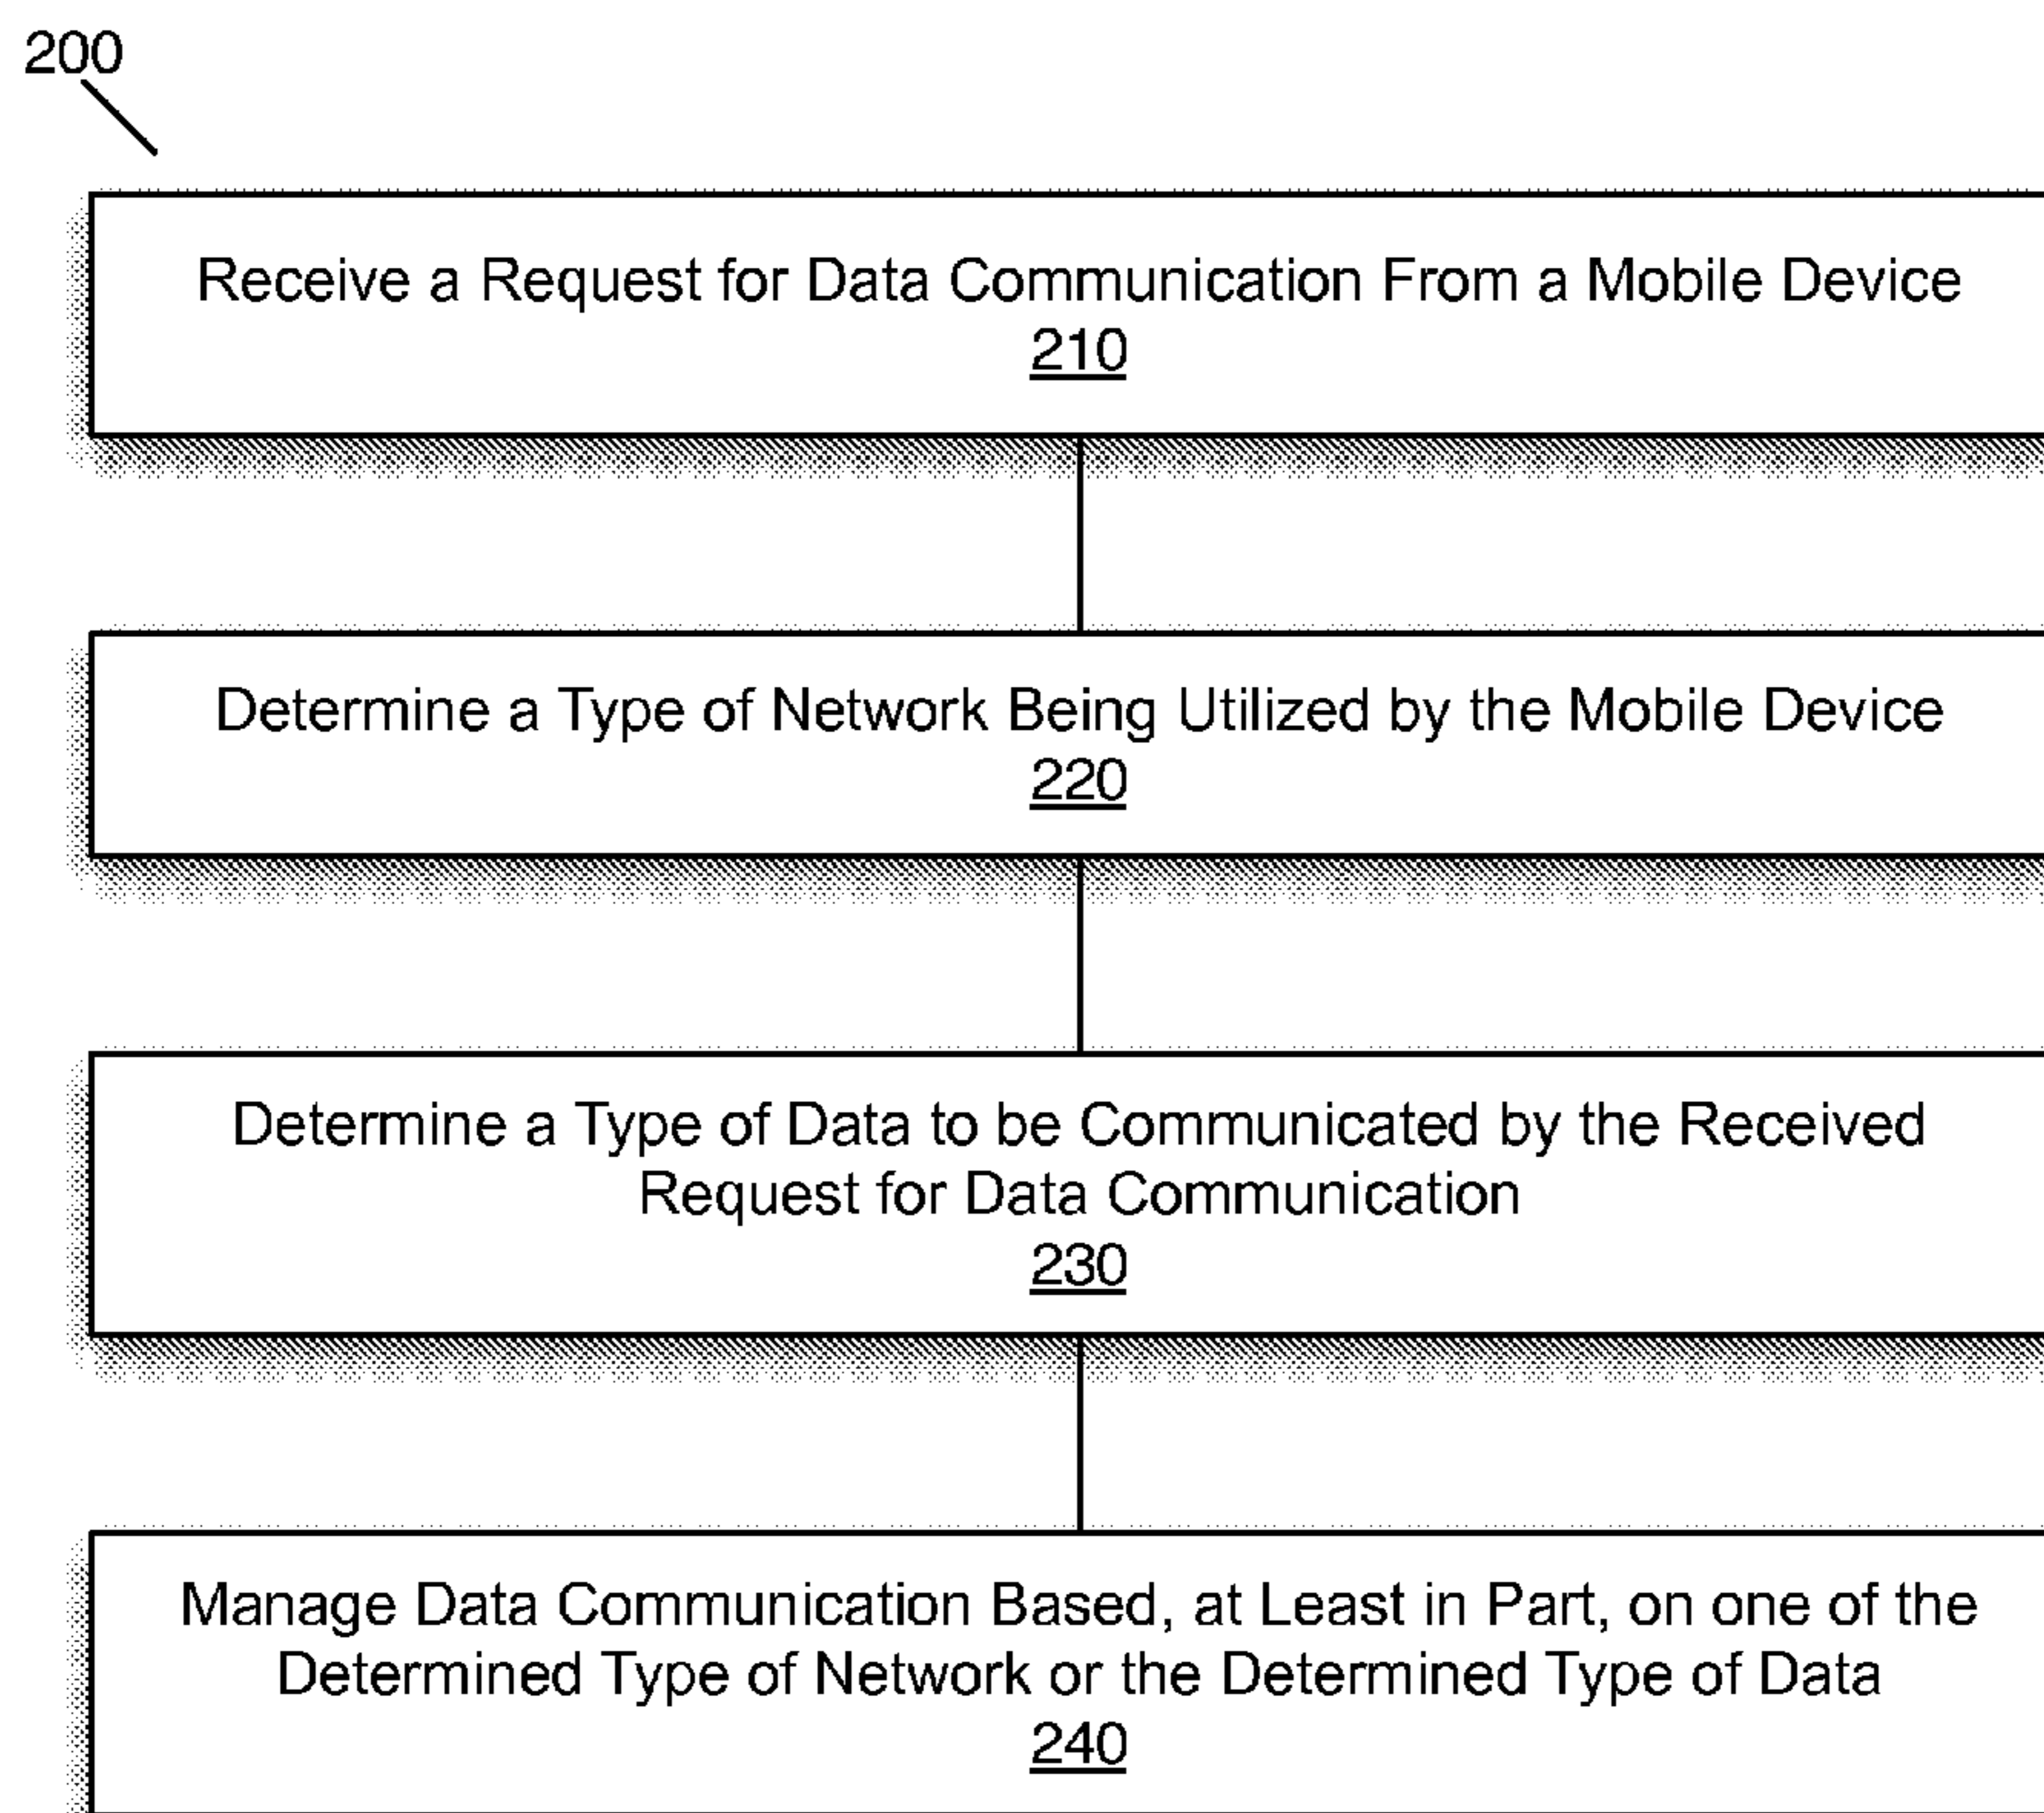 200
Receive a Request for Data Communication From a Mobile Device
210
Determine a Type of Network Being Utilized by the Mobile Device
220
Determine a Type of Data to be Communicated by the Received
Request for Data Communication
230
Manage Data Communication Based, at Least in Part, on one of the
Determined Type of Network or the Determined Type of Data
240